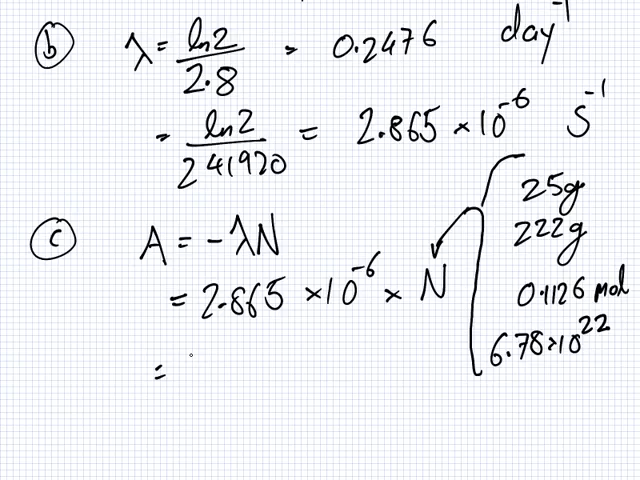 (b) λ = ln2/2.8 = 0.2476 day⁻¹
= ln2/241920 = 2.865 ×10⁻⁶ S⁻¹
(c) A = -λN
= 2.865 ×10⁻⁶ × N
=
25g
222g
0.1126 mol
6.78×10²²